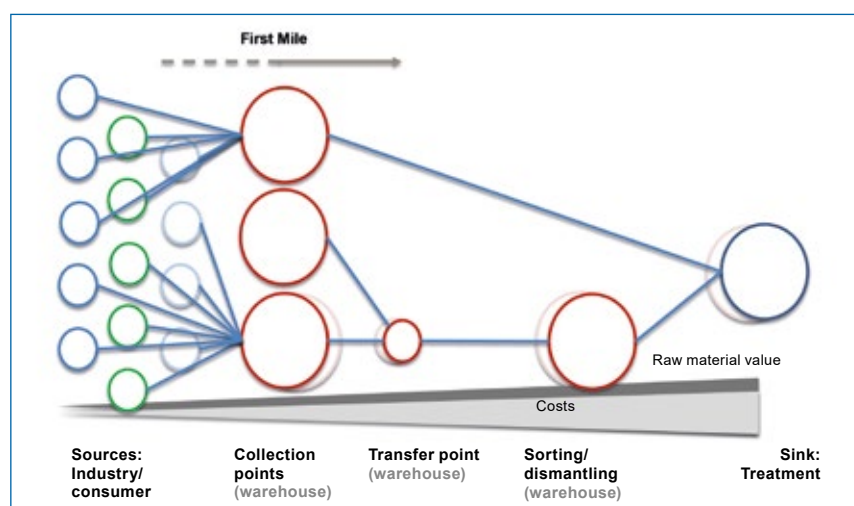 First Mile
Raw material value
Costs
Sources:
Industry/
consumer
Collection
points
(warehouse)
Transfer point
(warehouse)
Sorting/
dismantling
(warehouse)
Sink:
Treatment